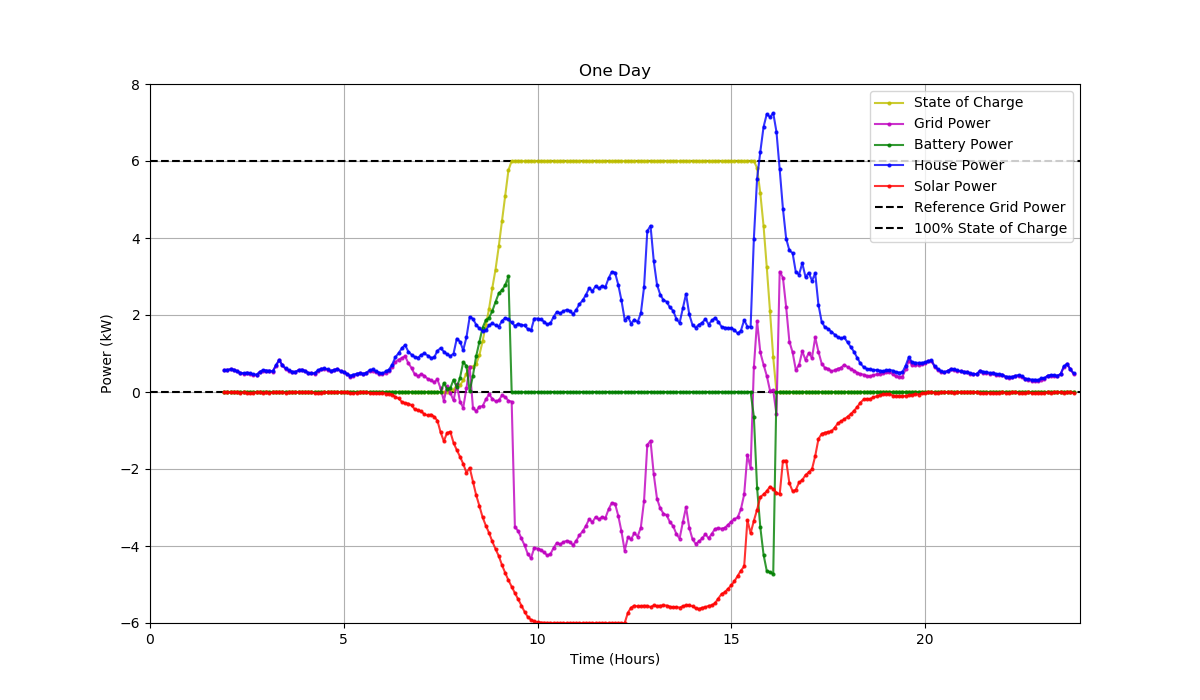 One Day
8
6
4
2
0
−2
−4
−6
Power (kW)
State of Charge
Grid Power
Battery Power
House Power
Solar Power
Reference Grid Power
100% State of Charge
0
5
10
15
20
Time (Hours)